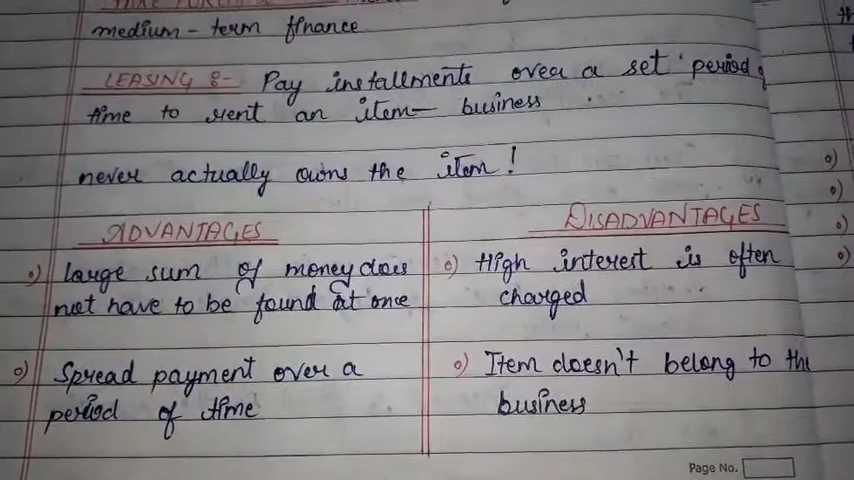 medium - term finance
LEASING :- Pay installments over a set period of
time to rent an item - business
never actually owns the item!
ADVANTAGES
DISADVANTAGES
o) large sum of money does
not have to be found at once
o) High interest is often
charged
o) Spread payment over a
period of time
o) Item doesn't belong to the
business
Page No.